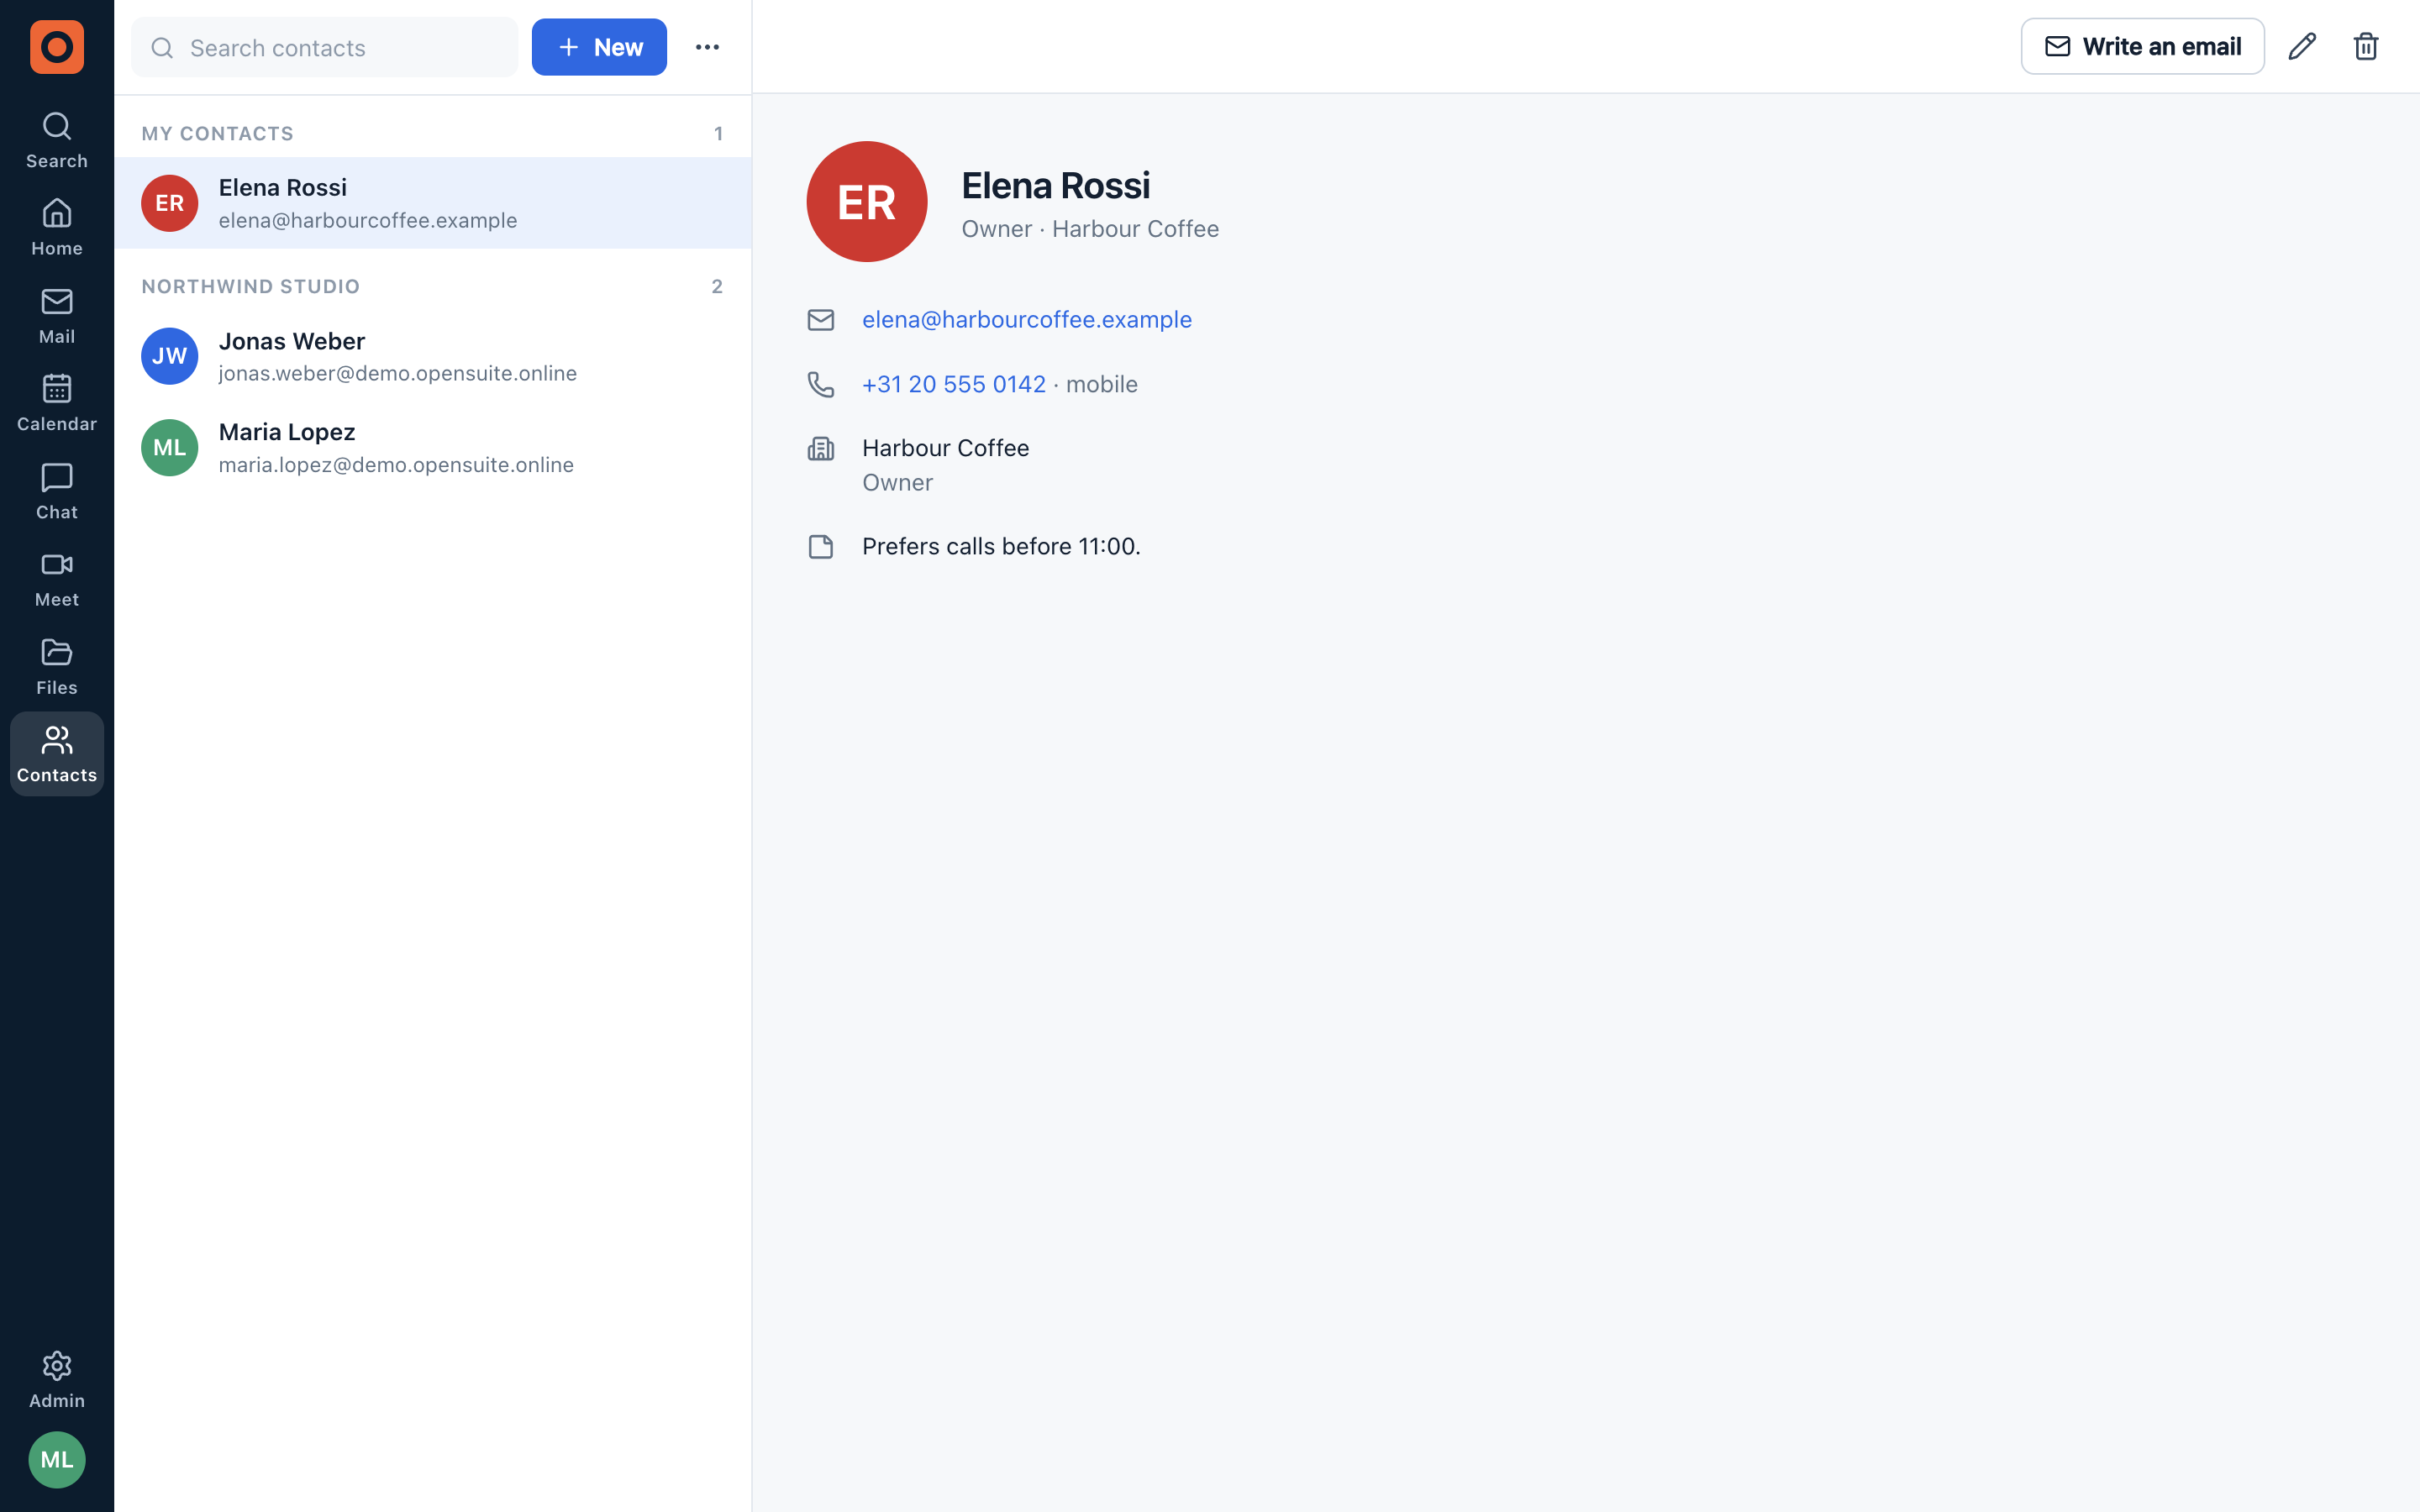 Search
Home
Mail
Calendar
Chat
Meet
Files
Contacts
Admin
ML
Search contacts
New
MY CONTACTS 1
ER
Elena Rossi
elena@harbourcoffee.example
NORTHWIND STUDIO 2
JW
Jonas Weber
jonas.weber@demo.opensuite.online
ML
Maria Lopez
maria.lopez@demo.opensuite.online
Write an email
ER
Elena Rossi
Owner · Harbour Coffee
elena@harbourcoffee.example
+31 20 555 0142 · mobile
Harbour Coffee
Owner
Prefers calls before 11:00.